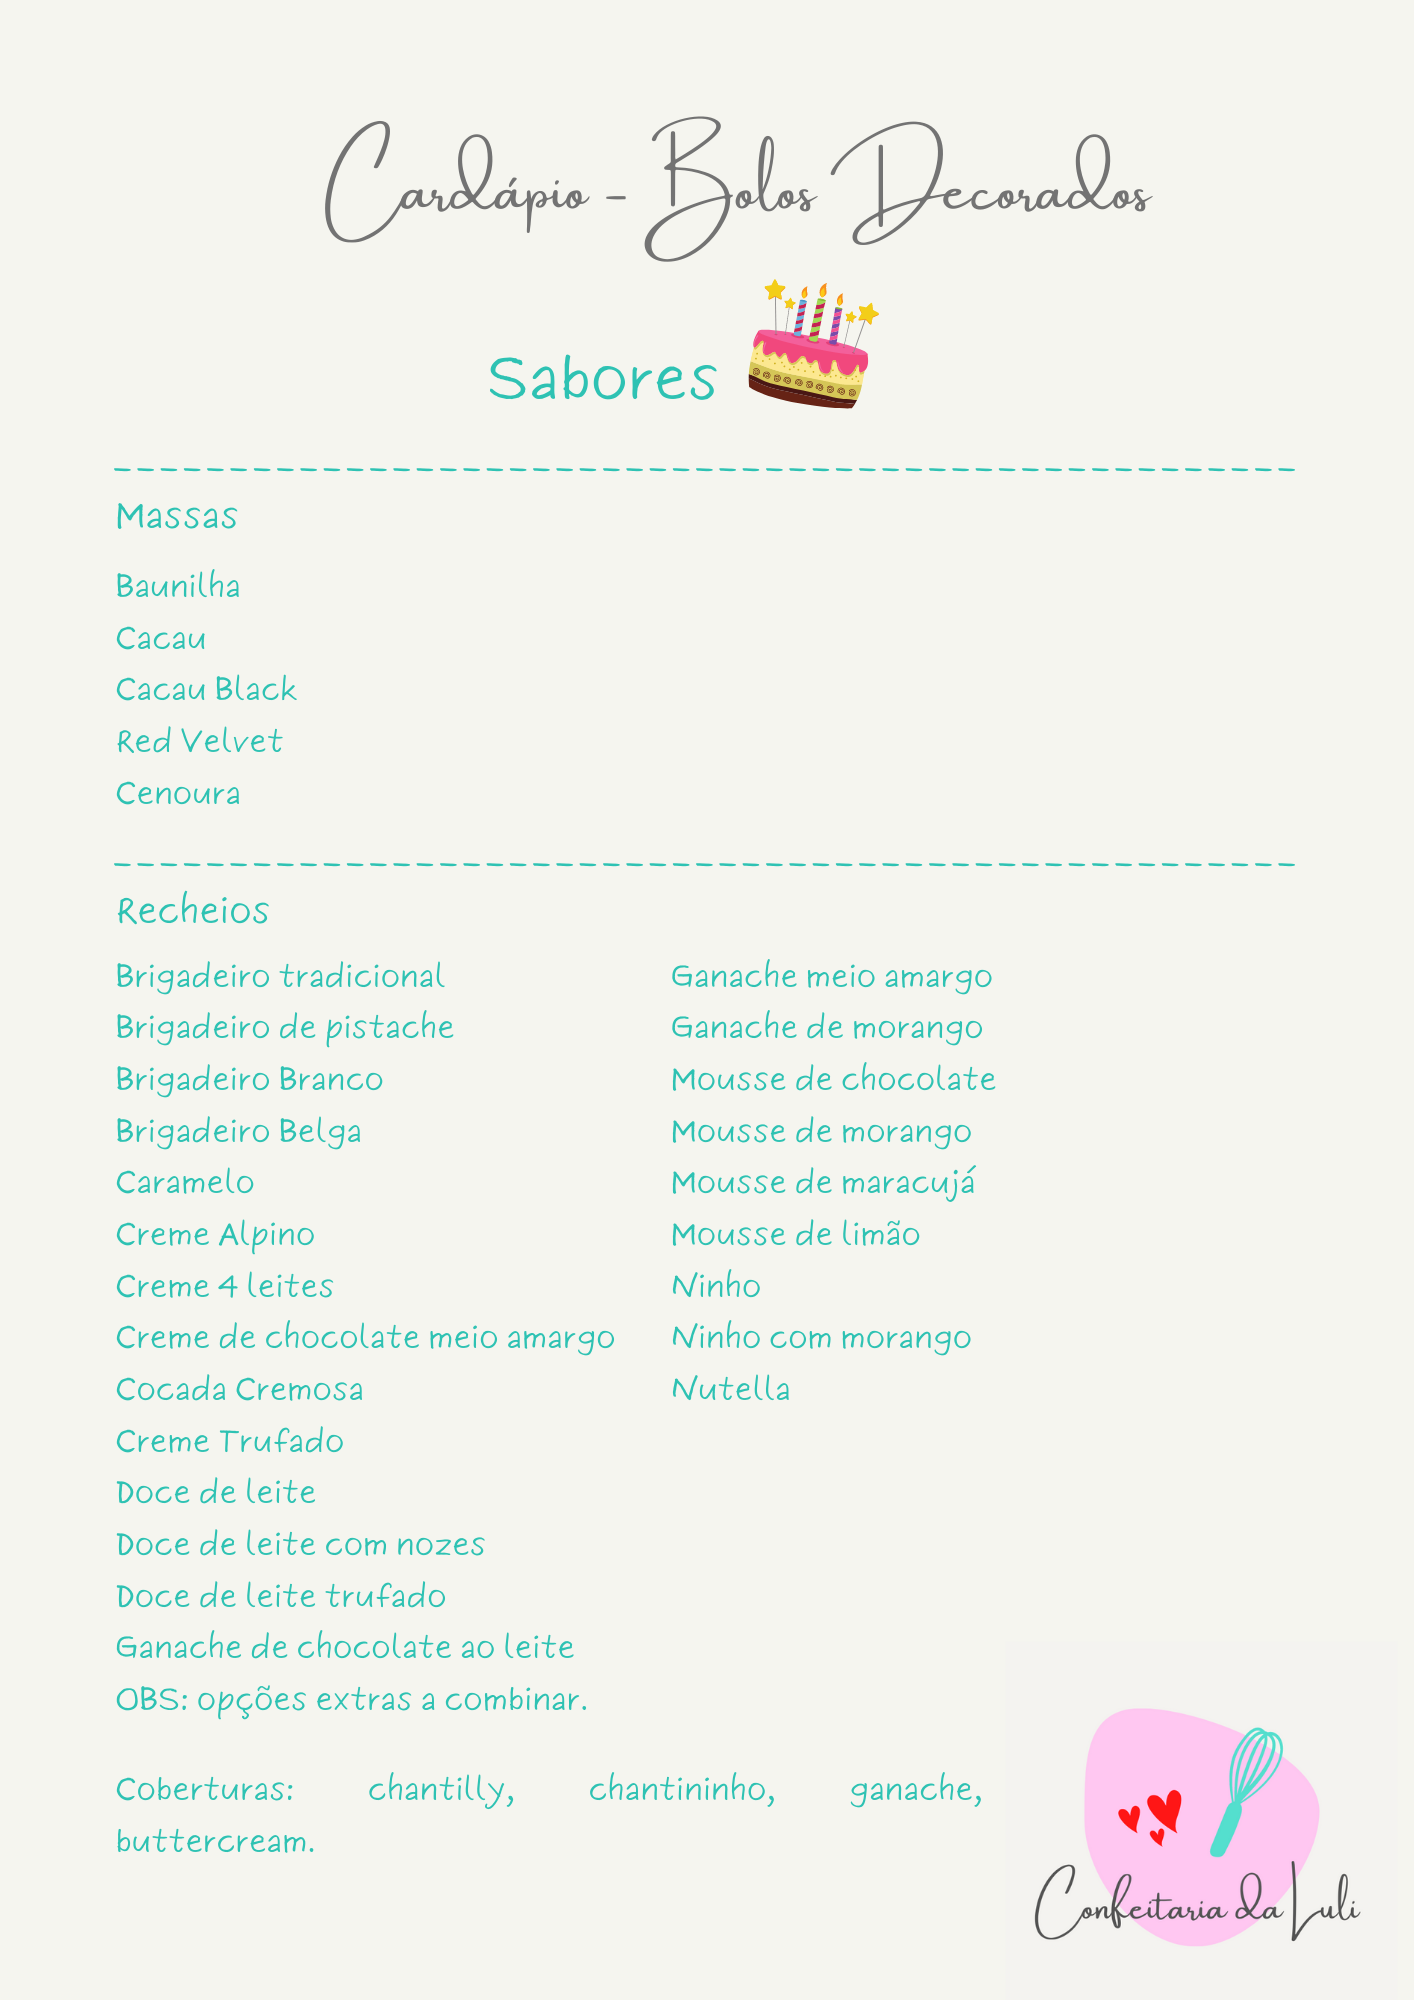 Cardápio - Bolos Decorados
Sabores
Massas
Baunilha
Cacau
Cacau Black
Red Velvet
Cenoura
Recheios
Brigadeiro tradicional
Brigadeiro de pistache
Brigadeiro Branco
Brigadeiro Belga
Caramelo
Creme Alpino
Creme 4 leites
Creme de chocolate meio amargo
Cocada Cremosa
Creme Trufado
Doce de leite
Doce de leite com nozes
Doce de leite trufado
Ganache de chocolate ao leite
OBS: opções extras a combinar.
Ganache meio amargo
Ganache de morango
Mousse de chocolate
Mousse de morango
Mousse de maracujá
Mousse de limão
Ninho
Ninho com morango
Nutella
Coberturas: chantilly, chantininho, ganache,
buttercream.
Confeitaria da Luli